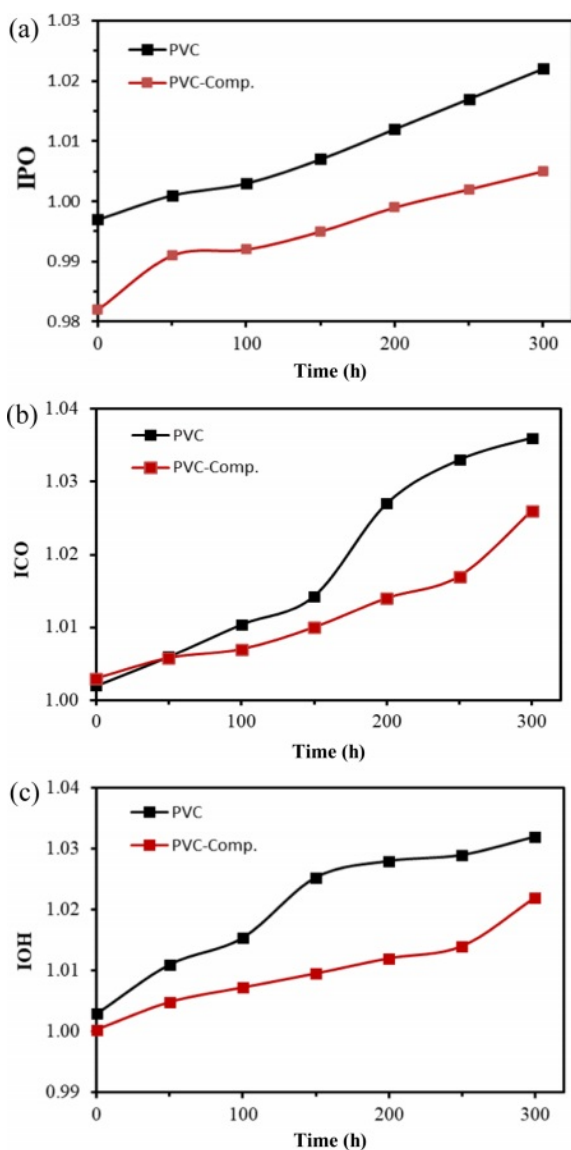 (a)
1.03
1.02
1.01
1.00
0.99
0.98
IPO
PVC
PVC-Comp.
0 100 200 300
Time (h)
(b)
1.04
1.03
1.02
1.01
1.00
ICO
PVC
PVC-Comp.
0 100 200 300
Time (h)
(c)
1.04
1.03
1.02
1.01
1.00
0.99
IOH
PVC
PVC-Comp.
0 100 200 300
Time (h)